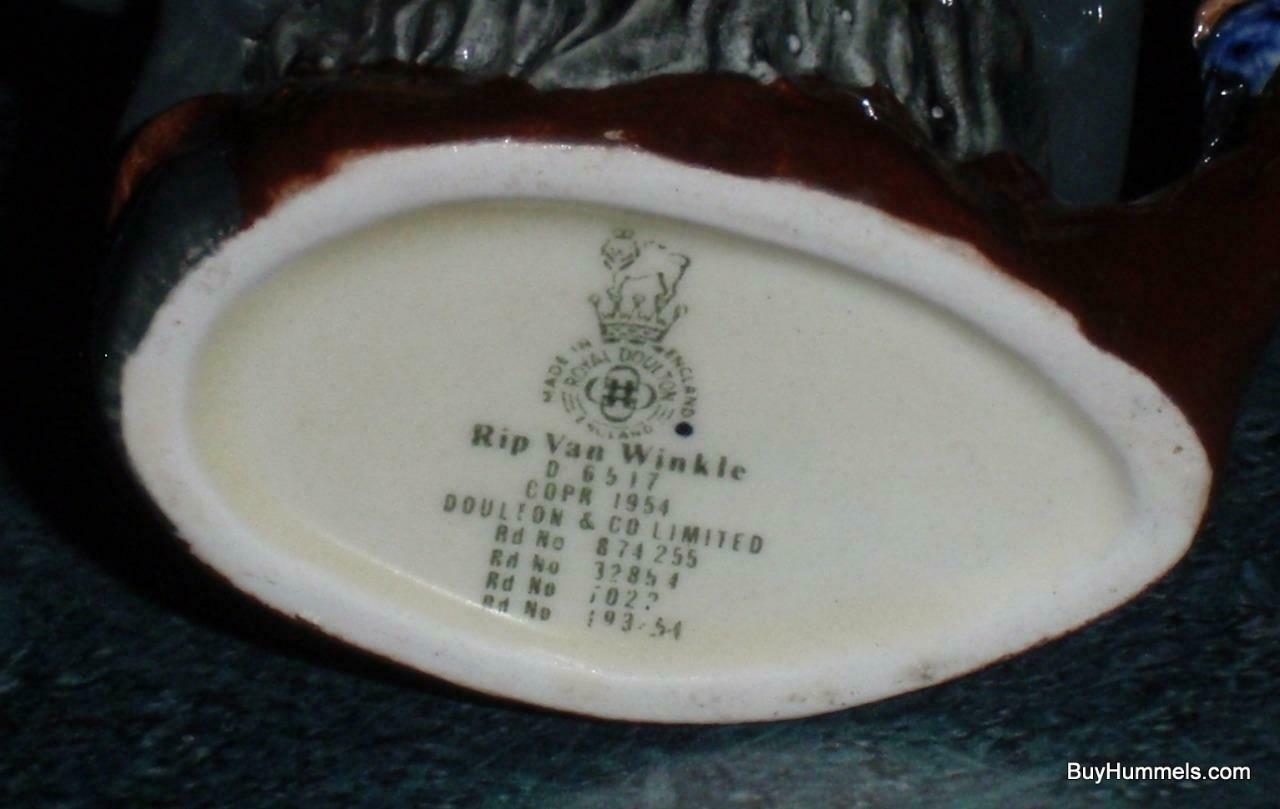 MADE IN ENGLAND
ROYAL DOULTON
ENGLAND
Rip Van Winkle
D 6517
COPR 1954
DOULTON & CO LIMITED
Rd No 874255
Rd No 32854
Rd No
Rd No
BuyHummels.com